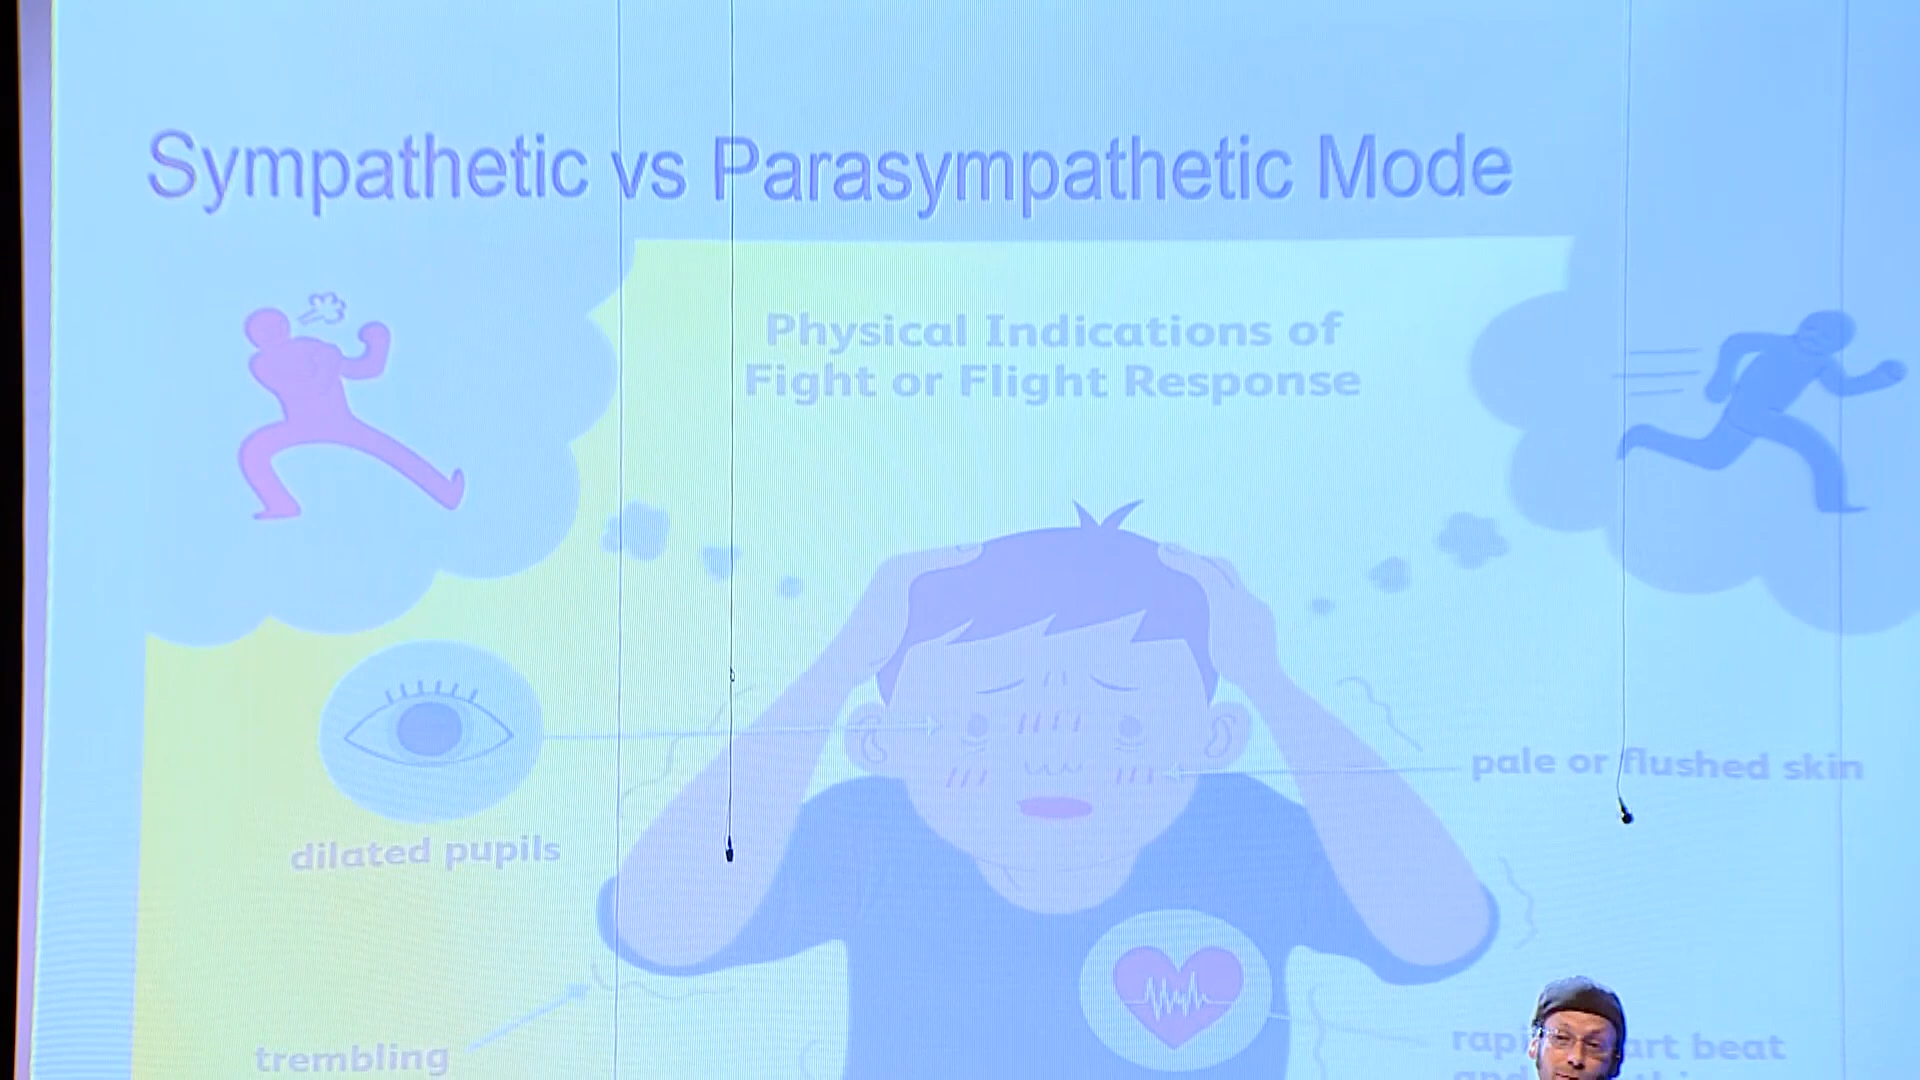 Sympathetic vs Parasympathetic Mode
Physical Indications of
Fight or Flight Response
pale or flushed skin
dilated pupils
trembling
beat